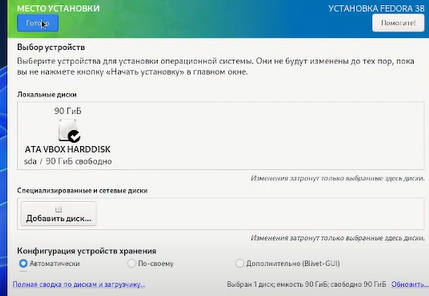 МЕСТО УСТАНОВКИ
УСТАНОВКА FEDORA 38
Готово
Помогите!
Выбор устройств
Выберите устройства для установки операционной системы. Они не будут изменены до тех пор, пока
вы не нажмете кнопку «Начать установку» в главном окне.
Локальные диски
90 ГиБ
ATA VBOX HARDDISK
sda / 90 ГиБ свободно
Изменения затронут только выбранные здесь диски.
Специализированные и сетевые диски
Добавить диск...
Изменения затронут только выбранные здесь диски.
Конфигурация устройств хранения
Автоматически
По-своему
Дополнительно (Blivet-GUI)
Полная сводка по дискам и загрузчику...
Выбран 1 диск; емкость 90 ГиБ; свободно 90 ГиБ
Обновить...